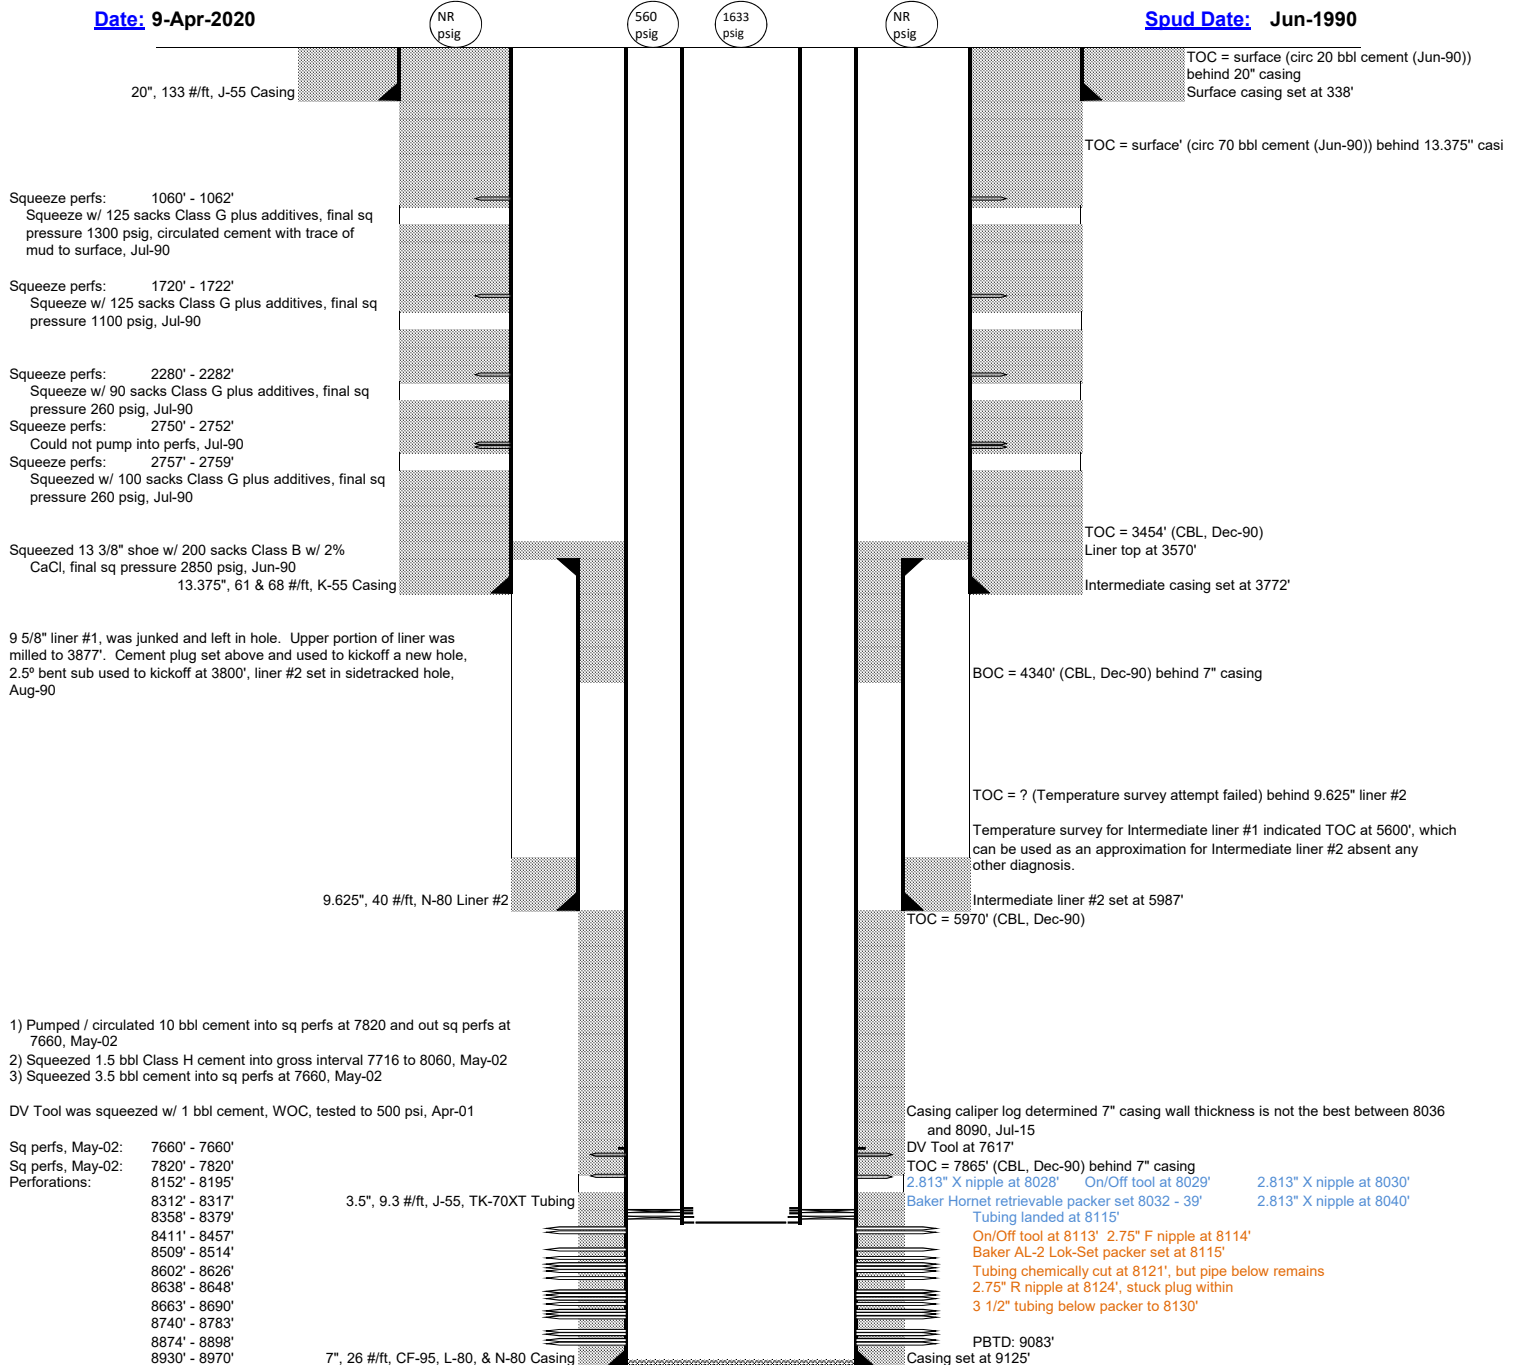 Date: 9-Apr-2020
NR
psig
560
psig
1633
psig
NR
psig
Spud Date: Jun-1990
TOC = surface (circ 20 bbl cement (Jun-90))
behind 20" casing
20", 133 #/ft, J-55 Casing
Surface casing set at 338'
TOC = surface' (circ 70 bbl cement (Jun-90)) behind 13.375" casi
Squeeze perfs: 1060' - 1062'
Squeeze w/ 125 sacks Class G plus additives, final sq
pressure 1300 psig, circulated cement with trace of
mud to surface, Jul-90
Squeeze perfs: 1720' - 1722'
Squeeze w/ 125 sacks Class G plus additives, final sq
pressure 1100 psig, Jul-90
Squeeze perfs: 2280' - 2282'
Squeeze w/ 90 sacks Class G plus additives, final sq
pressure 260 psig, Jul-90
Squeeze perfs: 2750' - 2752'
Could not pump into perfs, Jul-90
Squeeze perfs: 2757' - 2759'
Squeezed w/ 100 sacks Class G plus additives, final sq
pressure 260 psig, Jul-90
TOC = 3454' (CBL, Dec-90)
Liner top at 3570'
Squeezed 13 3/8" shoe w/ 200 sacks Class B w/ 2%
CaCl, final sq pressure 2850 psig, Jun-90
13.375", 61 & 68 #/ft, K-55 Casing
Intermediate casing set at 3772'
9 5/8" liner #1, was junked and left in hole. Upper portion of liner was
milled to 3877'. Cement plug set above and used to kickoff a new hole,
2.5º bent sub used to kickoff at 3800', liner #2 set in sidetracked hole,
Aug-90
BOC = 4340' (CBL, Dec-90) behind 7" casing
TOC = ? (Temperature survey attempt failed) behind 9.625" liner #2
Temperature survey for Intermediate liner #1 indicated TOC at 5600', which
can be used as an approximation for Intermediate liner #2 absent any
other diagnosis.
9.625", 40 #/ft, N-80 Liner #2
Intermediate liner #2 set at 5987'
TOC = 5970' (CBL, Dec-90)
1) Pumped / circulated 10 bbl cement into sq perfs at 7820 and out sq perfs at
7660, May-02
2) Squeezed 1.5 bbl Class H cement into gross interval 7716 to 8060, May-02
3) Squeezed 3.5 bbl cement into sq perfs at 7660, May-02
DV Tool was squeezed w/ 1 bbl cement, WOC, tested to 500 psi, Apr-01
Casing caliper log determined 7" casing wall thickness is not the best between 8036
and 8090, Jul-15
Sq perfs, May-02: 7660' - 7660'
DV Tool at 7617'
Sq perfs, May-02: 7820' - 7820'
TOC = 7865' (CBL, Dec-90) behind 7" casing
Perforations: 8152' - 8195'
2.813" X nipple at 8028' On/Off tool at 8029' 2.813" X nipple at 8030'
8312' - 8317'
3.5", 9.3 #/ft, J-55, TK-70XT Tubing
Baker Hornet retrievable packer set 8032 - 39' 2.813" X nipple at 8040'
8358' - 8379'
Tubing landed at 8115'
8411' - 8457'
On/Off tool at 8113' 2.75" F nipple at 8114'
8509' - 8514'
Baker AL-2 Lok-Set packer set at 8115'
8602' - 8626'
Tubing chemically cut at 8121', but pipe below remains
8638' - 8648'
2.75" R nipple at 8124', stuck plug within
8663' - 8690'
3 1/2" tubing below packer to 8130'
8740' - 8783'
8874' - 8898'
PBTD: 9083'
8930' - 8970'
7", 26 #/ft, CF-95, L-80, & N-80 Casing
Casing set at 9125'